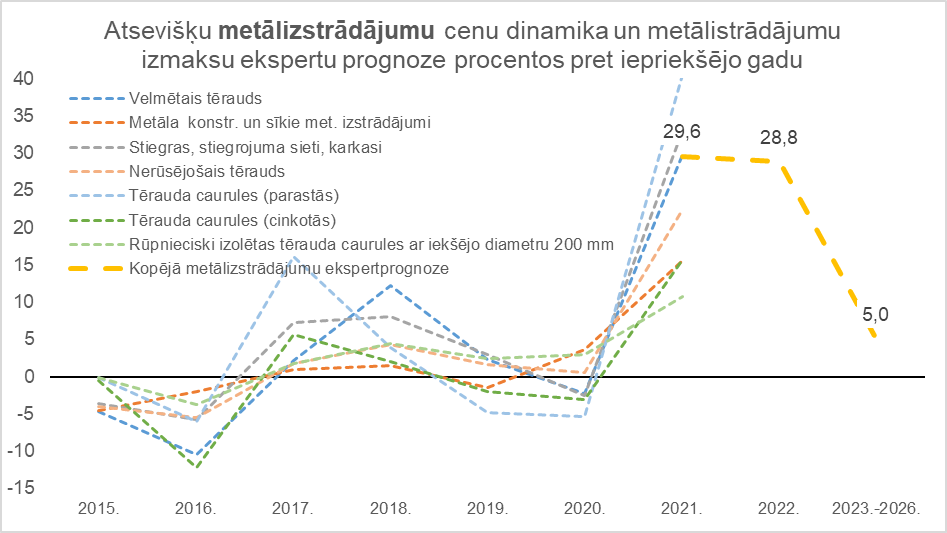 Atsevišķu metālizstrādājumu cenu dinamika un metālistrādājumu
izmaksu ekspertu prognoze procentos pret iepriekšējo gadu
40
35
30
25
20
15
10
5
0
-5
-10
-15
Velmētais tērauds
Metāla konstr. un sīkie met. izstrādājumi
Stiegras, stiegrojuma sieti, karkasi
Nerūsējošais tērauds
Tērauda caurules (parastās)
Tērauda caurules (cinkotās)
Rūpnieciski izolētas tērauda caurules ar iekšējo diametru 200 mm
Kopējā metālizstrādājumu ekspertprognoze
29,6
28,8
5,0
2015. 2016. 2017. 2018. 2019. 2020. 2021. 2022. 2023.-2026.